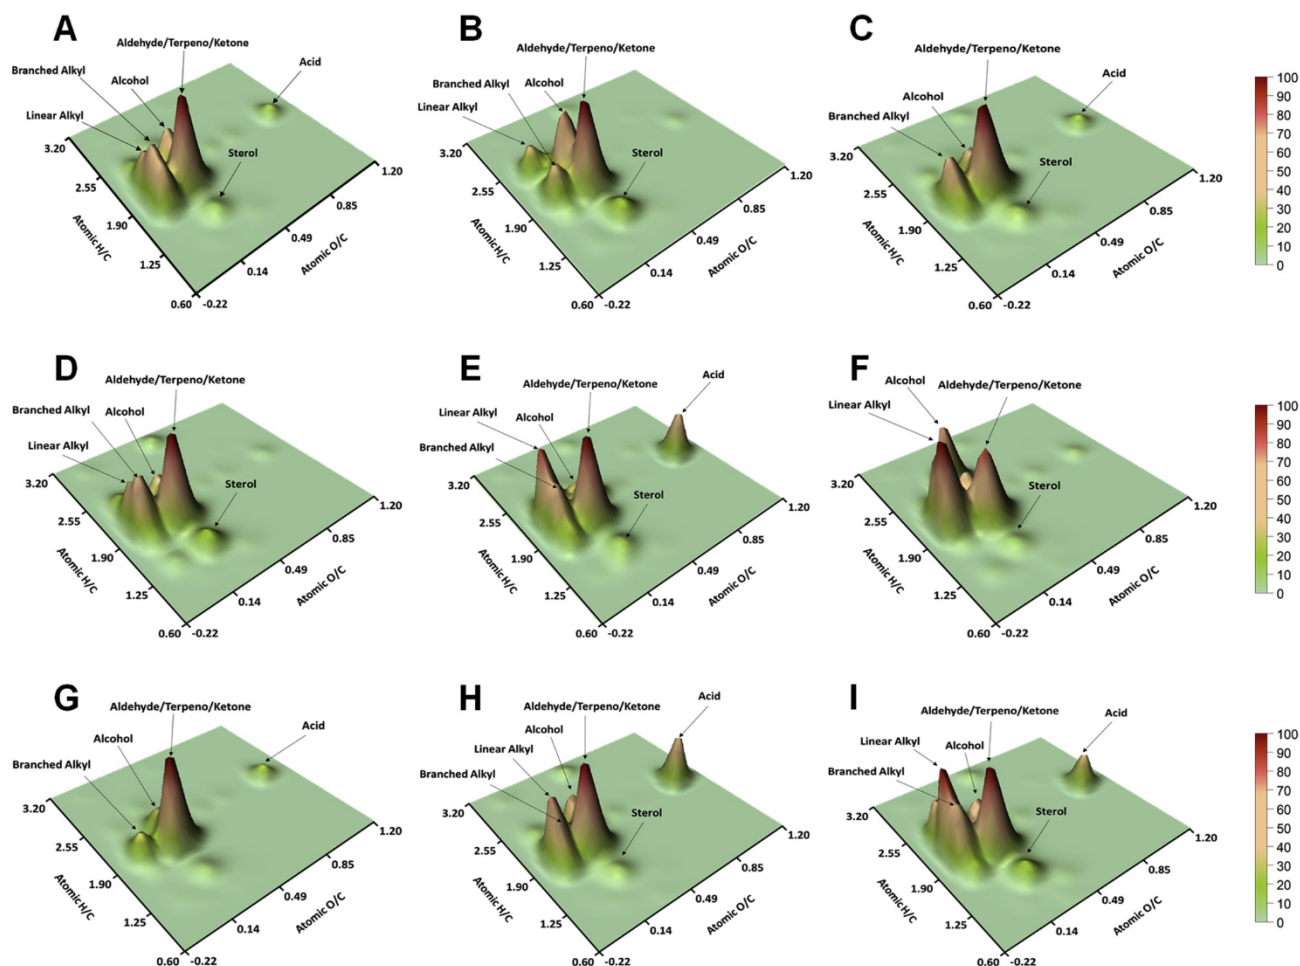 A
Aldehyde/Terpeno/Ketone
Branched Alkyl
Alcohol
Acid
Linear Alkyl
Sterol
3.20
2.55
1.90
1.25
0.60
-0.22
0.14
0.49
0.85
1.20
Atomic H/C
Atomic O/C
B
Aldehyde/Terpeno/Ketone
Branched Alkyl
Alcohol
Linear Alkyl
Sterol
3.20
2.55
1.90
1.25
0.60
-0.22
0.14
0.49
0.85
1.20
Atomic H/C
Atomic O/C
C
Aldehyde/Terpeno/Ketone
Acid
Alcohol
Branched Alkyl
Sterol
3.20
2.55
1.90
1.25
0.60
-0.22
0.14
0.49
0.85
1.20
Atomic H/C
Atomic O/C
100
90
80
70
60
50
40
30
20
10
0
D
Aldehyde/Terpeno/Ketone
Branched Alkyl
Alcohol
Linear Alkyl
Sterol
3.20
2.55
1.90
1.25
0.60
-0.22
0.14
0.49
0.85
1.20
Atomic H/C
Atomic O/C
E
Acid
Aldehyde/Terpeno/Ketone
Linear Alkyl
Alcohol
Branched Alkyl
Sterol
3.20
2.55
1.90
1.25
0.60
-0.22
0.14
0.49
0.85
1.20
Atomic H/C
Atomic O/C
F
Alcohol
Aldehyde/Terpeno/Ketone
Linear Alkyl
Sterol
3.20
2.55
1.90
1.25
0.60
-0.22
0.14
0.49
0.85
1.20
Atomic H/C
Atomic O/C
100
90
80
70
60
50
40
30
20
10
0
G
Aldehyde/Terpeno/Ketone
Acid
Alcohol
Branched Alkyl
3.20
2.55
1.90
1.25
0.60
-0.22
0.14
0.49
0.85
1.20
Atomic H/C
Atomic O/C
H
Acid
Aldehyde/Terpeno/Ketone
Alcohol
Linear Alkyl
Branched Alkyl
Sterol
3.20
2.55
1.90
1.25
0.60
-0.22
0.14
0.49
0.85
1.20
Atomic H/C
Atomic O/C
I
Aldehyde/Terpeno/Ketone
Acid
Linear Alkyl
Alcohol
Branched Alkyl
Sterol
3.20
2.55
1.90
1.25
0.60
-0.22
0.14
0.49
0.85
1.20
Atomic H/C
Atomic O/C
100
90
80
70
60
50
40
30
20
10
0